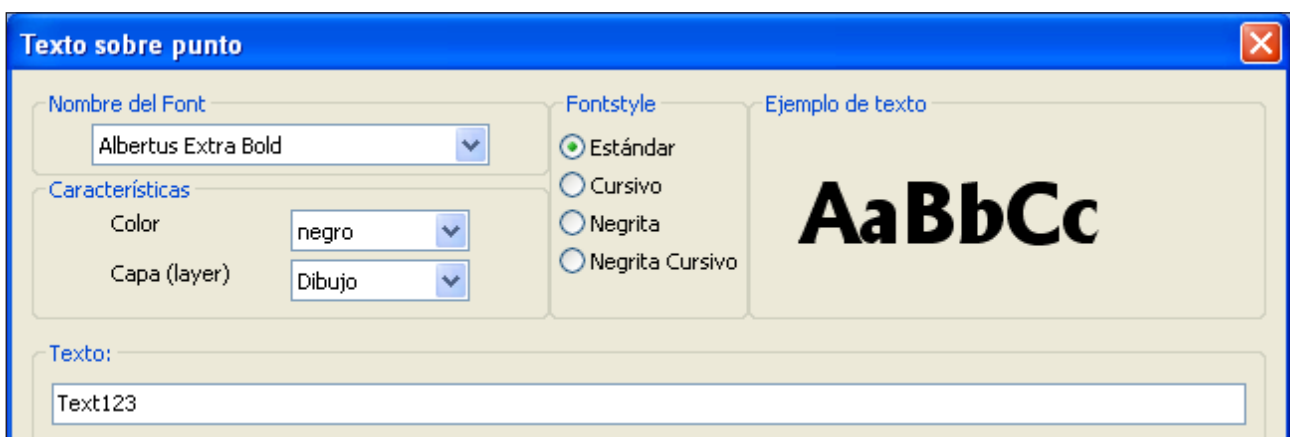 Texto sobre punto
Nombre del Font
Albertus Extra Bold
Características
Color
negro
Capa (layer)
Dibujo
Fontstyle
Estándar
Cursivo
Negrita
Negrita Cursivo
Ejemplo de texto
AaBbCc
Texto:
Text123